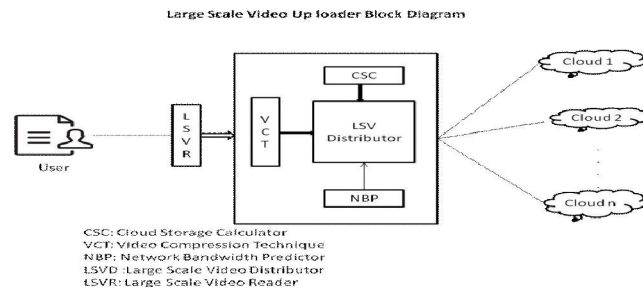 Large Scale Video Up loader Block Diagram
Cloud 1
CSC
LSVR
VCT
LSV
Distributor
Cloud 2
User
NBP
Cloud n
CSC: Cloud Storage Calculator
VCT: Video Compression Technique
NBP: Network Bandwidth Predictor
LSVD :Large Scale Video Distributor
LSVR: Large Scale Video Reader